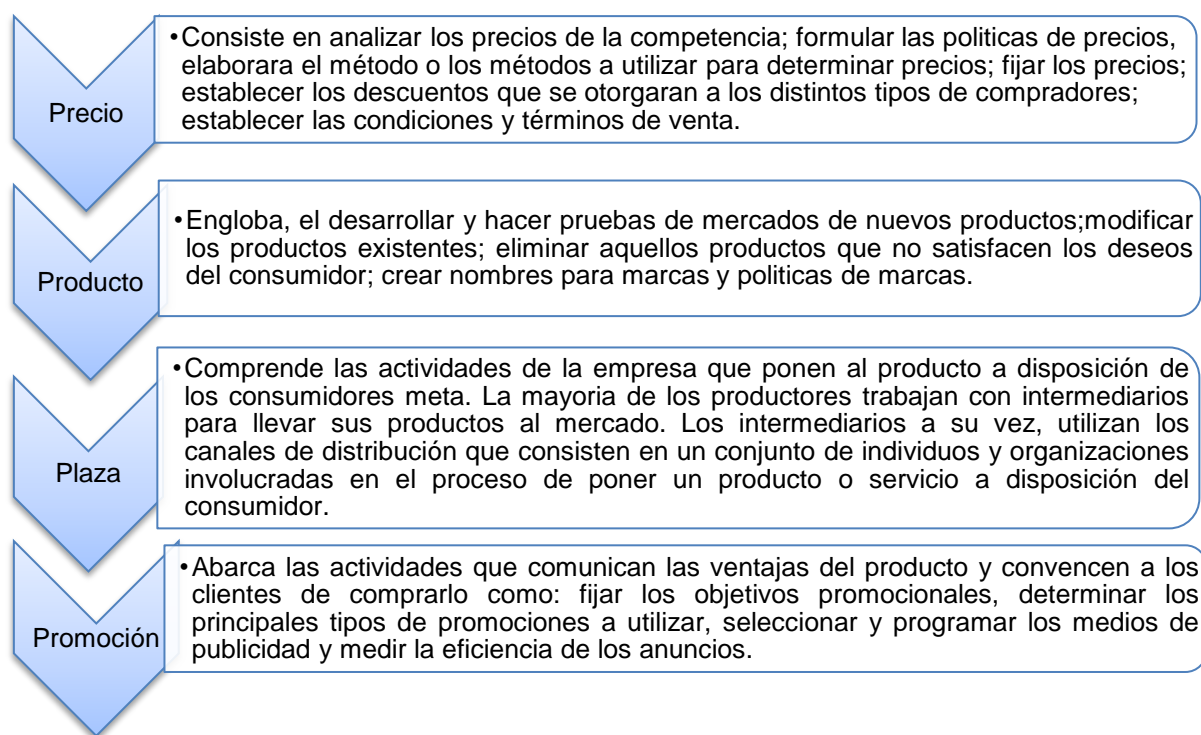 Precio
•Consiste en analizar los precios de la competencia; formular las politicas de precios,
elaborara el método o los métodos a utilizar para determinar precios; fijar los precios;
establecer los descuentos que se otorgaran a los distintos tipos de compradores;
establecer las condiciones y términos de venta.
Producto
•Engloba, el desarrollar y hacer pruebas de mercados de nuevos productos;modificar
los productos existentes; eliminar aquellos productos que no satisfacen los deseos
del consumidor; crear nombres para marcas y politicas de marcas.
Plaza
•Comprende las actividades de la empresa que ponen al producto a disposición de
los consumidores meta. La mayoria de los productores trabajan con intermediarios
para llevar sus productos al mercado. Los intermediarios a su vez, utilizan los
canales de distribución que consisten en un conjunto de individuos y organizaciones
involucradas en el proceso de poner un producto o servicio a disposición del
consumidor.
Promoción
•Abarca las actividades que comunican las ventajas del producto y convencen a los
clientes de comprarlo como: fijar los objetivos promocionales, determinar los
principales tipos de promociones a utilizar, seleccionar y programar los medios de
publicidad y medir la eficiencia de los anuncios.